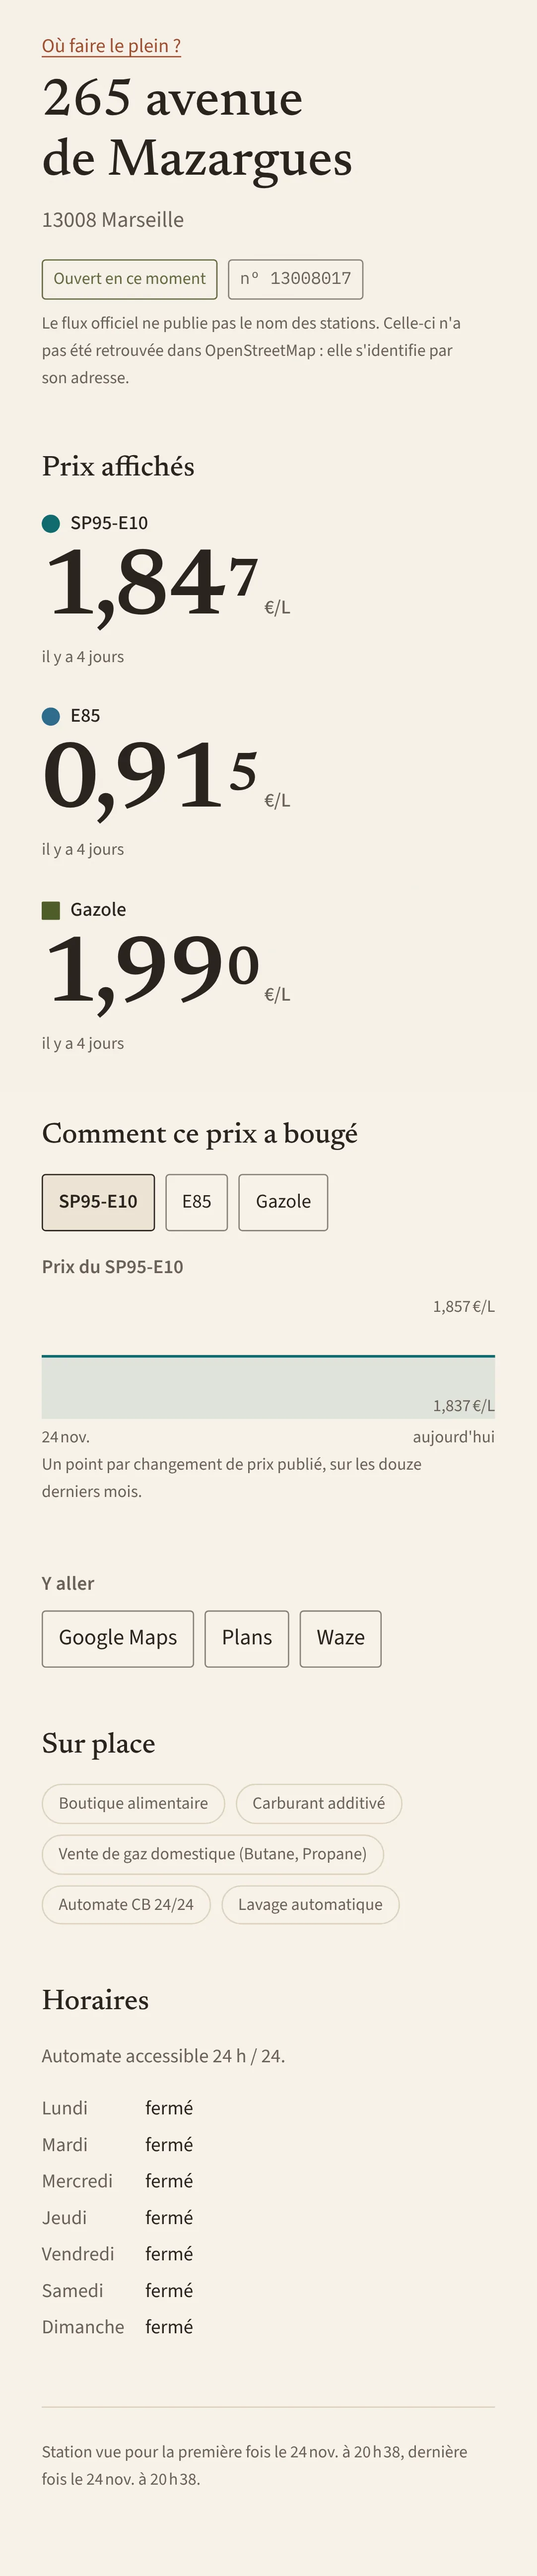 Où faire le plein ?
265 avenue
de Mazargues
13008 Marseille
Ouvert en ce moment
nº 13008017
Le flux officiel ne publie pas le nom des stations. Celle-ci n'a
pas été retrouvée dans OpenStreetMap : elle s'identifie par
son adresse.
Prix affichés
SP95-E10
1,847 €/L
il y a 4 jours
E85
0,915 €/L
il y a 4 jours
Gazole
1,990 €/L
il y a 4 jours
Comment ce prix a bougé
SP95-E10
E85
Gazole
Prix du SP95-E10
1,857 €/L
1,837 €/L
24 nov.
aujourd'hui
Un point par changement de prix publié, sur les douze
derniers mois.
Y aller
Google Maps
Plans
Waze
Sur place
Boutique alimentaire
Carburant additivé
Vente de gaz domestique (Butane, Propane)
Automate CB 24/24
Lavage automatique
Horaires
Automate accessible 24 h / 24.
Lundi fermé
Mardi fermé
Mercredi fermé
Jeudi fermé
Vendredi fermé
Samedi fermé
Dimanche fermé
Station vue pour la première fois le 24 nov. à 20 h 38, dernière
fois le 24 nov. à 20 h 38.